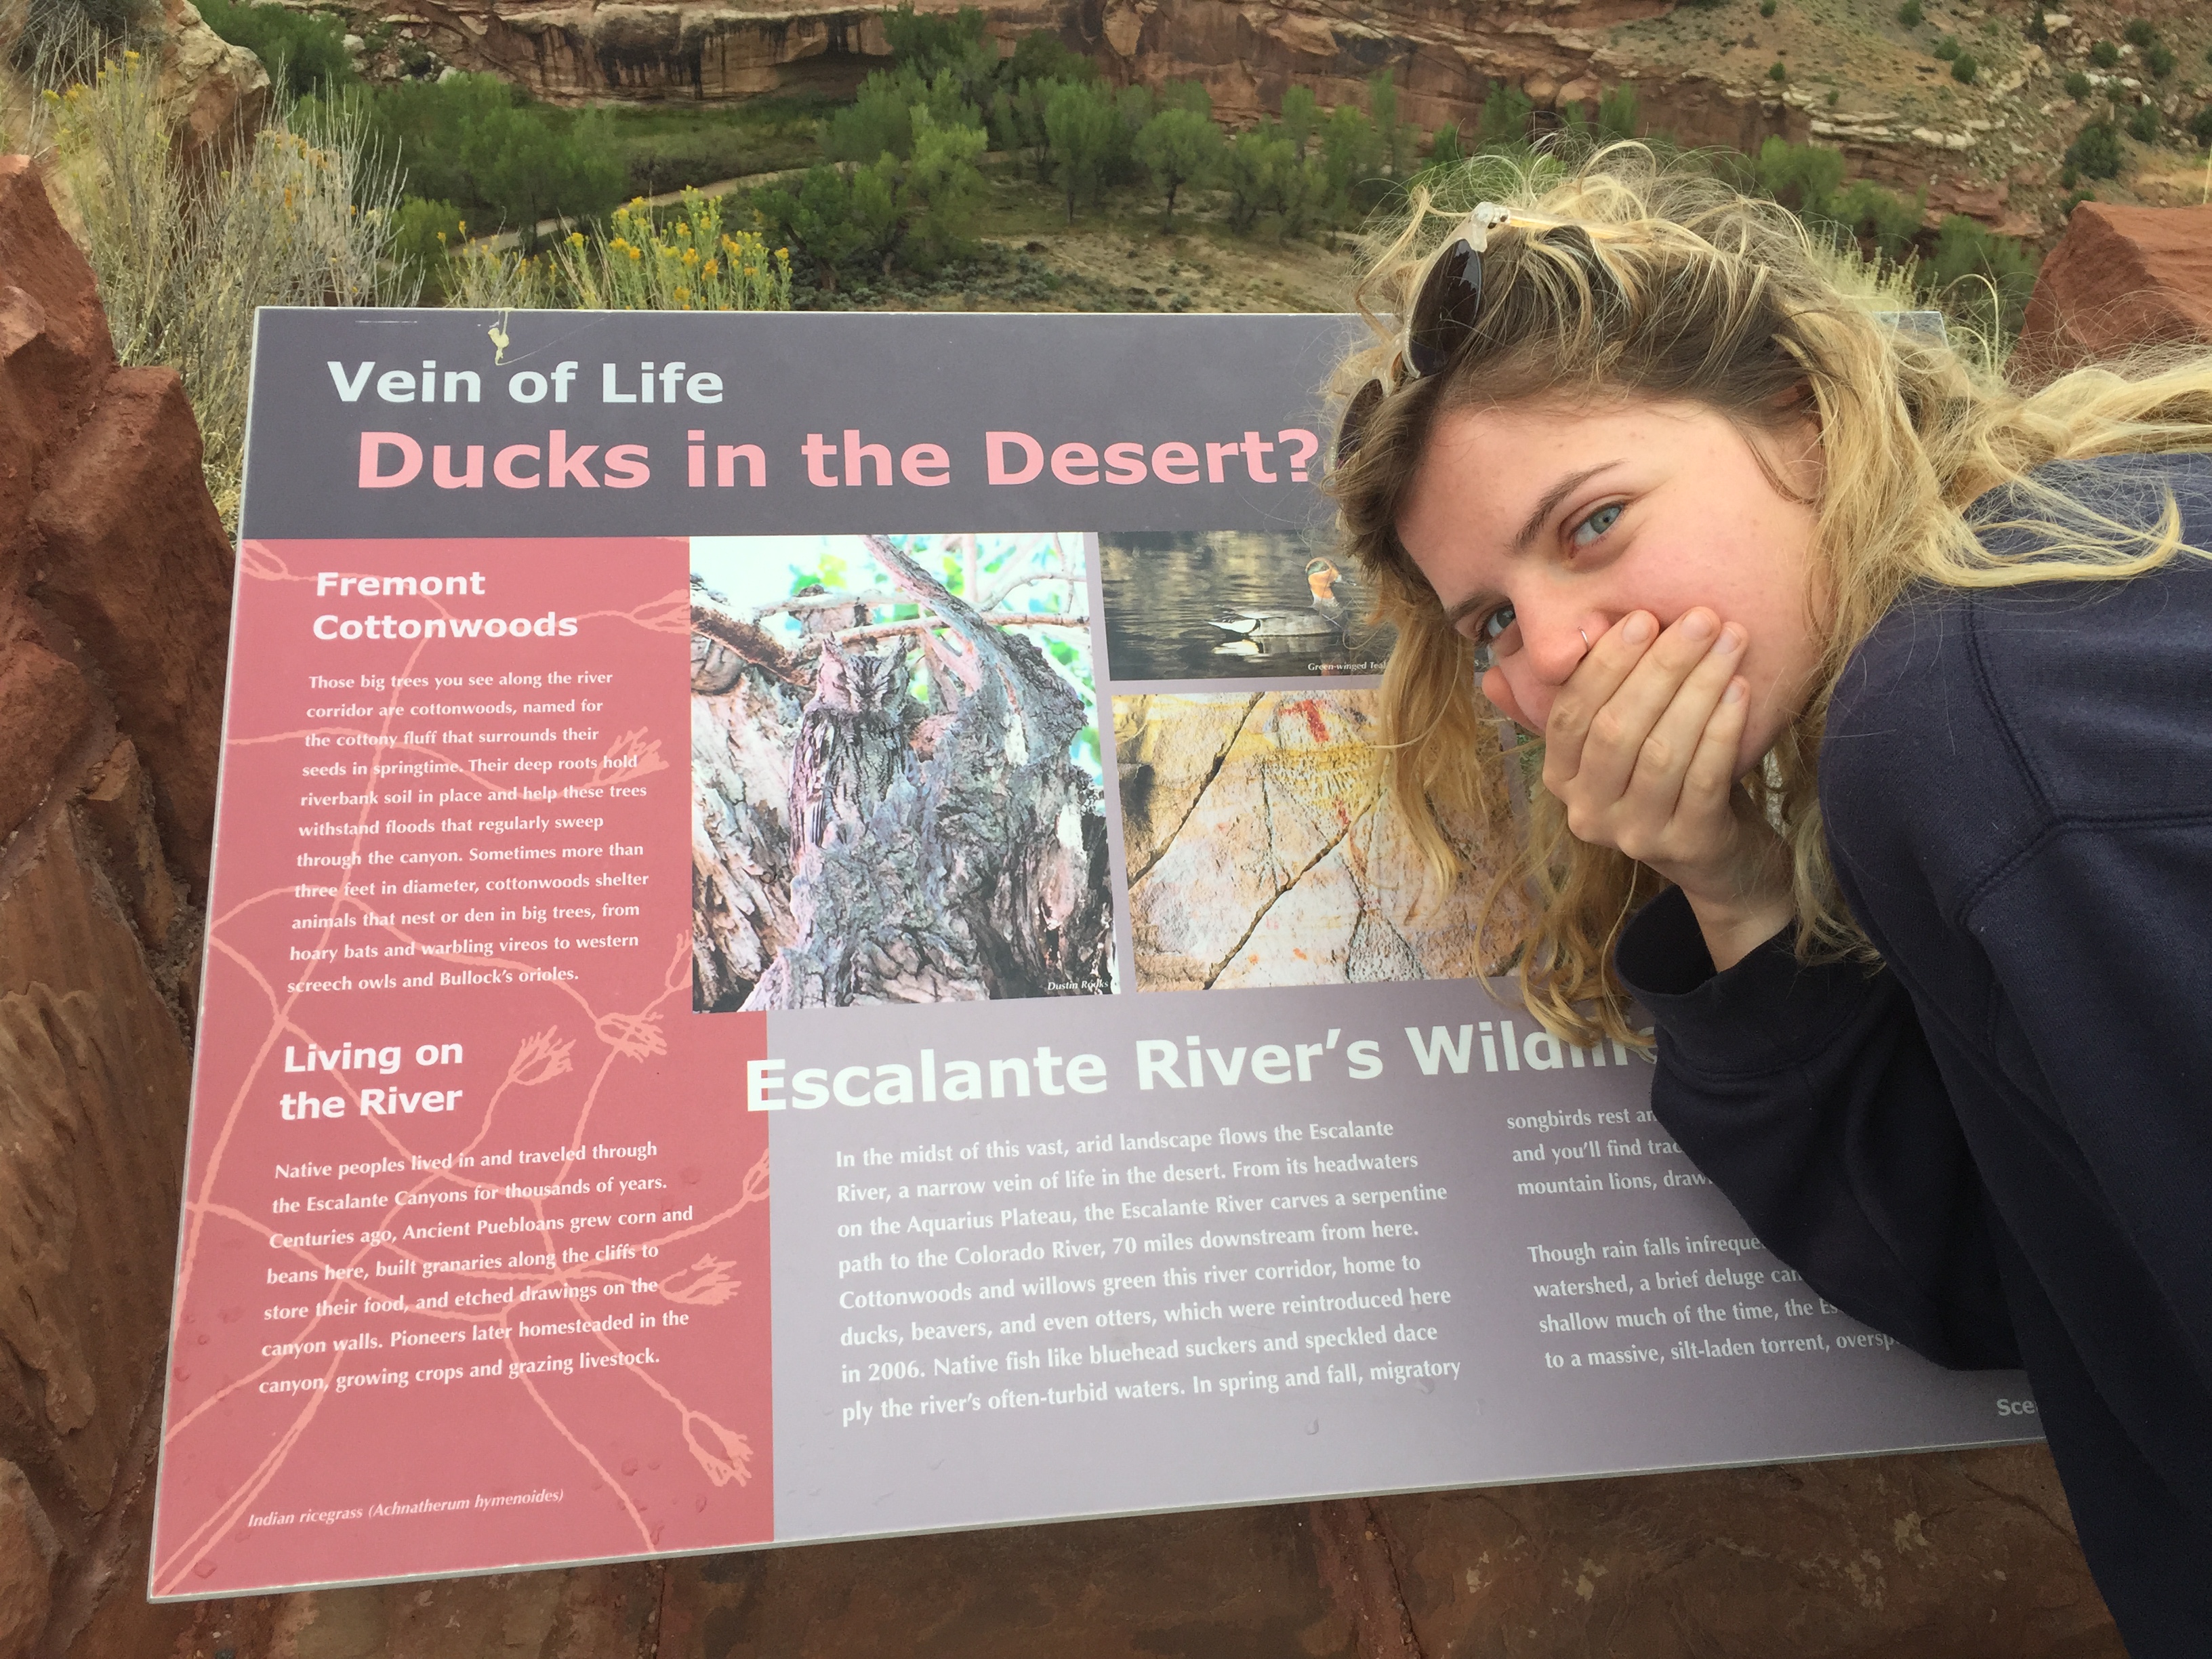 Vein of Life
Ducks in the Desert?
Fremont
Cottonwoods
Those big trees you see along the river
corridor are cottonwoods, named for
the cottony fluff that surrounds their
seeds in springtime. Their deep roots hold
riverbank soil in place and help these trees
withstand floods that regularly sweep
through the canyon. Sometimes more than
three feet in diameter, cottonwoods shelter
animals that nest or den in big trees, from
hoary bats and warbling vireos to western
screech owls and Bullock's orioles.
Living on
the River
Native peoples lived in and traveled through
the Escalante Canyons for thousands of years.
Centuries ago, Ancient Puebloans grew corn and
beans here, built granaries along the cliffs to
store their food, and etched drawings on the
canyon walls. Pioneers later homesteaded in the
canyon, growing crops and grazing livestock.
Indian ricegrass (Achnatherum hymenoides)
Dustin
Green-winged Teal
Escalante River's
In the midst of this vast, arid landscape flows the Escalante
River, a narrow vein of life in the desert. From its headwaters
on the Aquarius Plateau, the Escalante River carves a serpentine
path to the Colorado River, 70 miles downstream from here.
Cottonwoods and willows green this river corridor, home to
ducks, beavers, and even otters, which were reintroduced here
in 2006. Native fish like bluehead suckers and speckled dace
ply the river's often-turbid waters. In spring and fall, migratory
songbirds rest
and you'll find
mountain lions,
Though rain falls
watershed, a brief deluge
shallow much of the time, the
to a massive, silt-laden torrent,